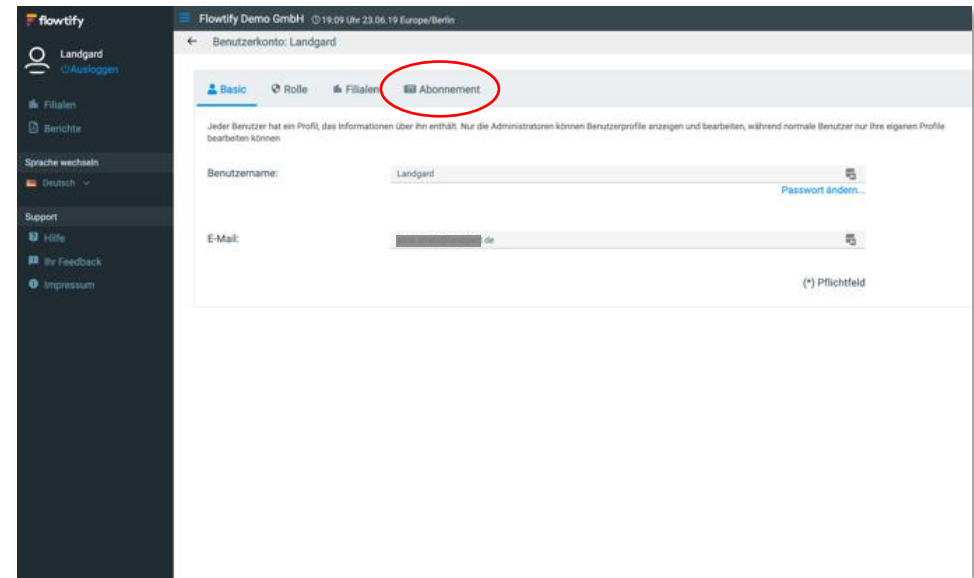 flowtify
Flowtify Demo GmbH 19:09 Uhr 23.06.19 Europe/Berlin
Landgard
Ausloggen
Filialen
Berichte
Sprache wechseln
Deutsch
Support
Hilfe
Ihr Feedback
Impressum
Benutzerkonto: Landgard
Basic Rolle Filialen Abonnement
Jeder Benutzer hat ein Profil, das Informationen über ihn enthält. Nur die Administratoren können Benutzerprofile anzeigen und bearbeiten, während normale Benutzer nur ihre eigenen Profile
bearbeiten können
Benutzername: Landgard
Passwort ändern...
E-Mail: .de
(*) Pflichtfeld